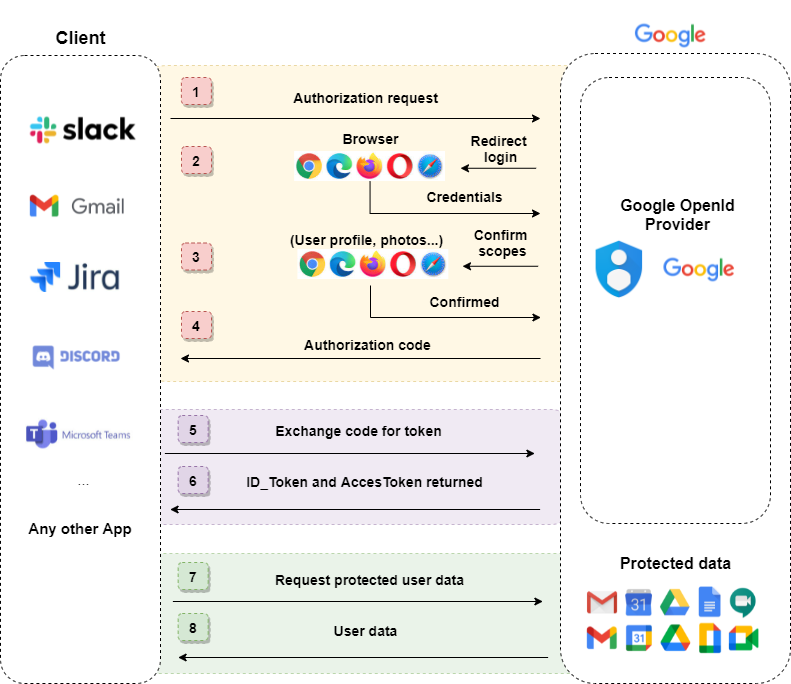 Client
Google
slack
Gmail
Jira
DISCORD
Microsoft Teams
...
Any other App
1
Authorization request
2
Browser
Redirect
login
Credentials
3
(User profile, photos...)
Confirm
scopes
Confirmed
4
Authorization code
5
Exchange code for token
6
ID_Token and AccesToken returned
7
Request protected user data
8
User data
Google OpenId
Provider
Google
Protected data
31
31